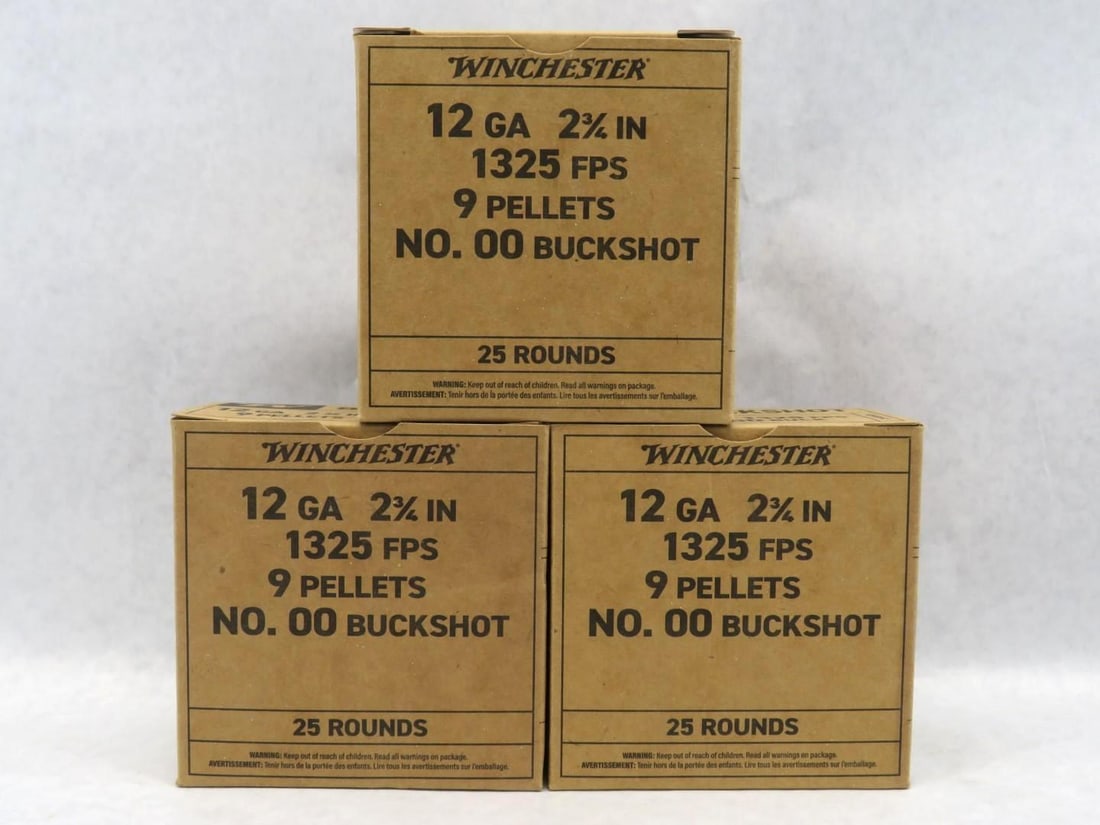 WINCHESTER
12 GA 2¾ IN
1325 FPS
9 PELLETS
NO. 00 BUCKSHOT
25 ROUNDS
WARNING: Keep out of reach of children. Read all warnings on package.
AVERTISSEMENT: Tenir hors de la portée des enfants. Lire tous les avertissements sur l'emballage.
12 GA
9 PELLETS
BUCKSHOT
WINCHESTER
12 GA 2¾ IN
1325 FPS
9 PELLETS
NO. 00 BUCKSHOT
25 ROUNDS
WARNING: Keep out of reach of children. Read all warnings on package.
AVERTISSEMENT: Tenir hors de la portée des enfants. Lire tous les avertissements sur l'emballage.
WINCHESTER
12 GA 2¾ IN
1325 FPS
9 PELLETS
NO. 00 BUCKSHOT
25 ROUNDS
WARNING: Keep out of reach of children. Read all warnings on package.
AVERTISSEMENT: Tenir hors de la portée des enfants. Lire tous les avertissements sur l'emballage.